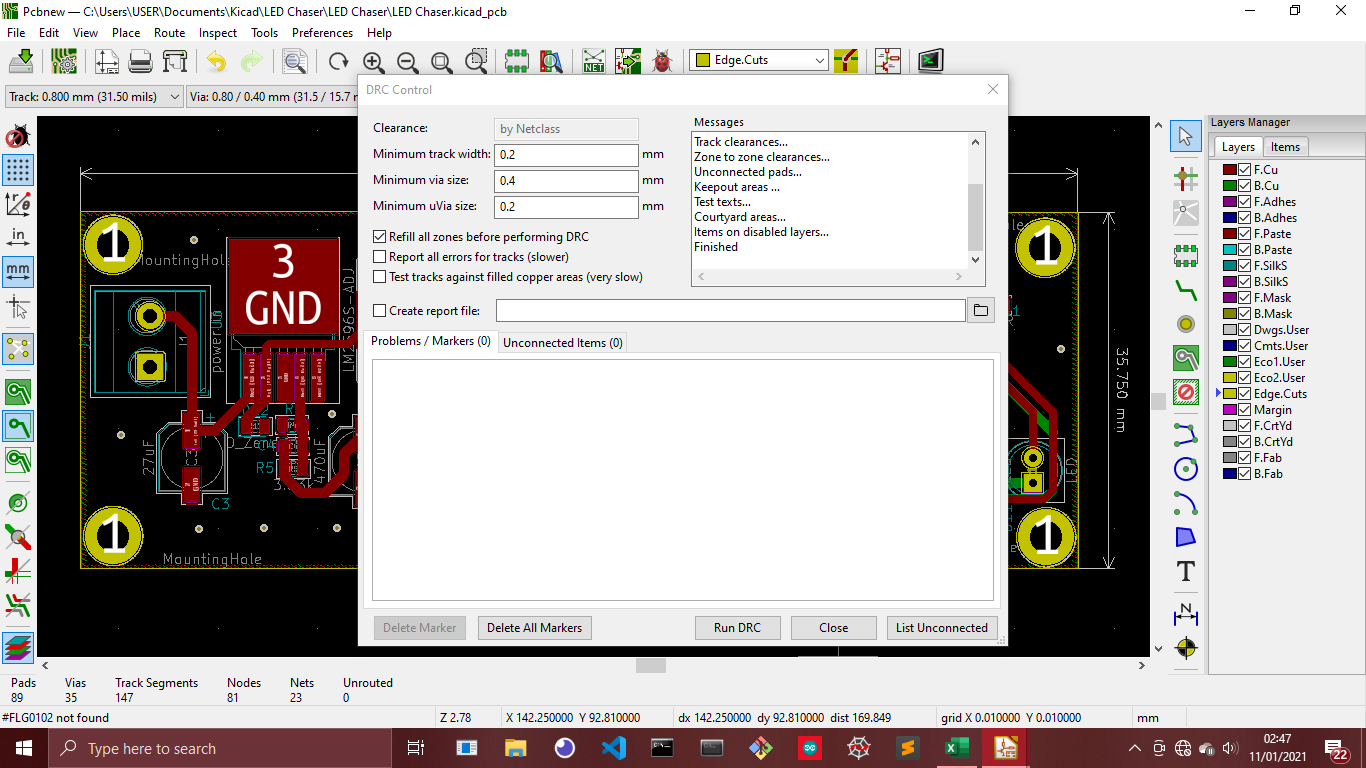 Pcbnew — C:\Users\USER\Documents\Kicad\LED Chaser\LED Chaser\LED Chaser.kicad_pcb
File Edit View Place Route Inspect Tools Preferences Help
NET
Edge.Cuts
Track: 0.800 mm (31.50 mils)
Via: 0.80 / 0.40 mm (31.5 / 15.7 m
DRC Control
Clearance:
by Netclass
Minimum track width:
0.2
mm
Minimum via size:
0.4
mm
Minimum uVia size:
0.2
mm
Refill all zones before performing DRC
Report all errors for tracks (slower)
Test tracks against filled copper areas (very slow)
Create report file:
Messages
Track clearances...
Zone to zone clearances...
Unconnected pads...
Keepout areas ...
Test texts...
Courtyard areas...
Items on disabled layers...
Finished
Problems / Markers (0)
Unconnected Items (0)
Delete Marker
Delete All Markers
Run DRC
Close
List Unconnected
in
mm
1
MountingHole
3
GND
LM2596S-ADJ
J1
powerin
27uF
C3
GND
C3
R5
470uF
1
MountingHole
1
35.750 mm
LED
1
T
N
Layers Manager
Layers
Items
F.Cu
B.Cu
F.Adhes
B.Adhes
F.Paste
B.Paste
F.SilkS
B.SilkS
F.Mask
B.Mask
Dwgs.User
Cmts.User
Eco1.User
Eco2.User
Edge.Cuts
Margin
F.CrtYd
B.CrtYd
F.Fab
B.Fab
Pads Vias Track Segments Nodes Nets Unrouted
89 35 147 81 23 0
#FLG0102 not found
Z 2.78
X 142.250000 Y 92.810000
dx 142.250000 dy 92.810000 dist 169.849
grid X 0.010000 Y 0.010000
mm
Type here to search
02:47
11/01/2021
22